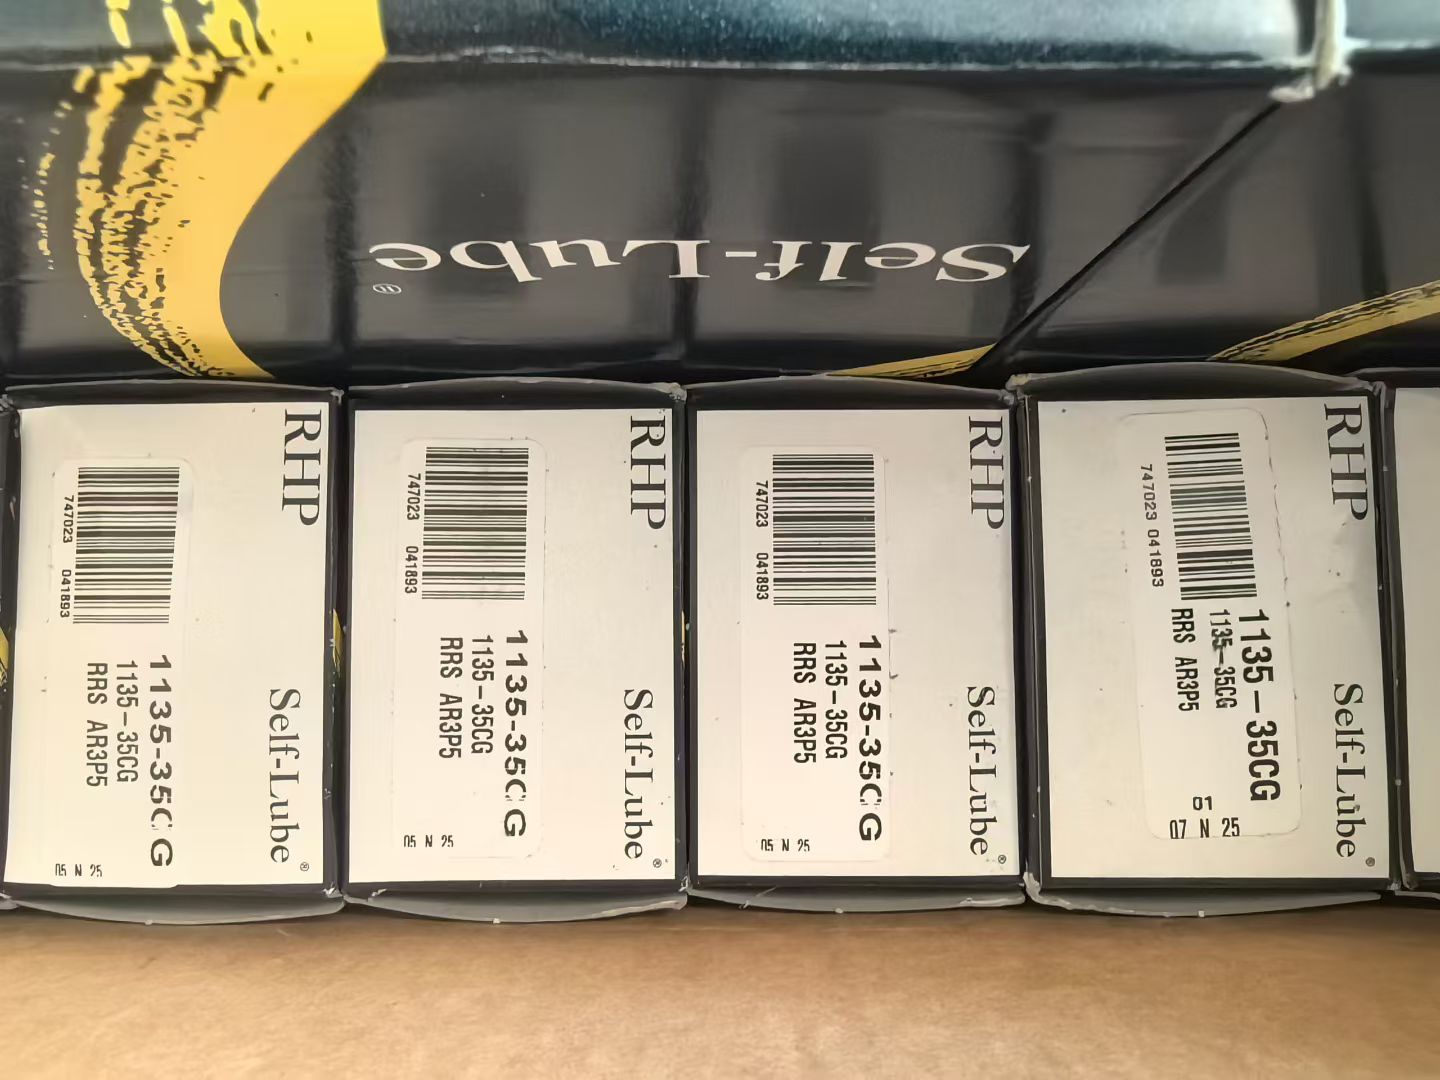 Self-Lube
®
RHP
Self-Lube®
747023 041893
1135-35CG
1135-35CG
RRS AR3P5
05 N 25
RHP
Self-Lube®
747023 041893
1135-35CG
1135-35CG
RRS AR3P5
05 N 25
RHP
Self-Lube®
747023 041893
1135-35CG
1135-35CG
RRS AR3P5
05 N 25
RHP
Self-Lube®
747023 041893
1135-35CG
1135-35CG
RRS AR3P5
01
07 N 25